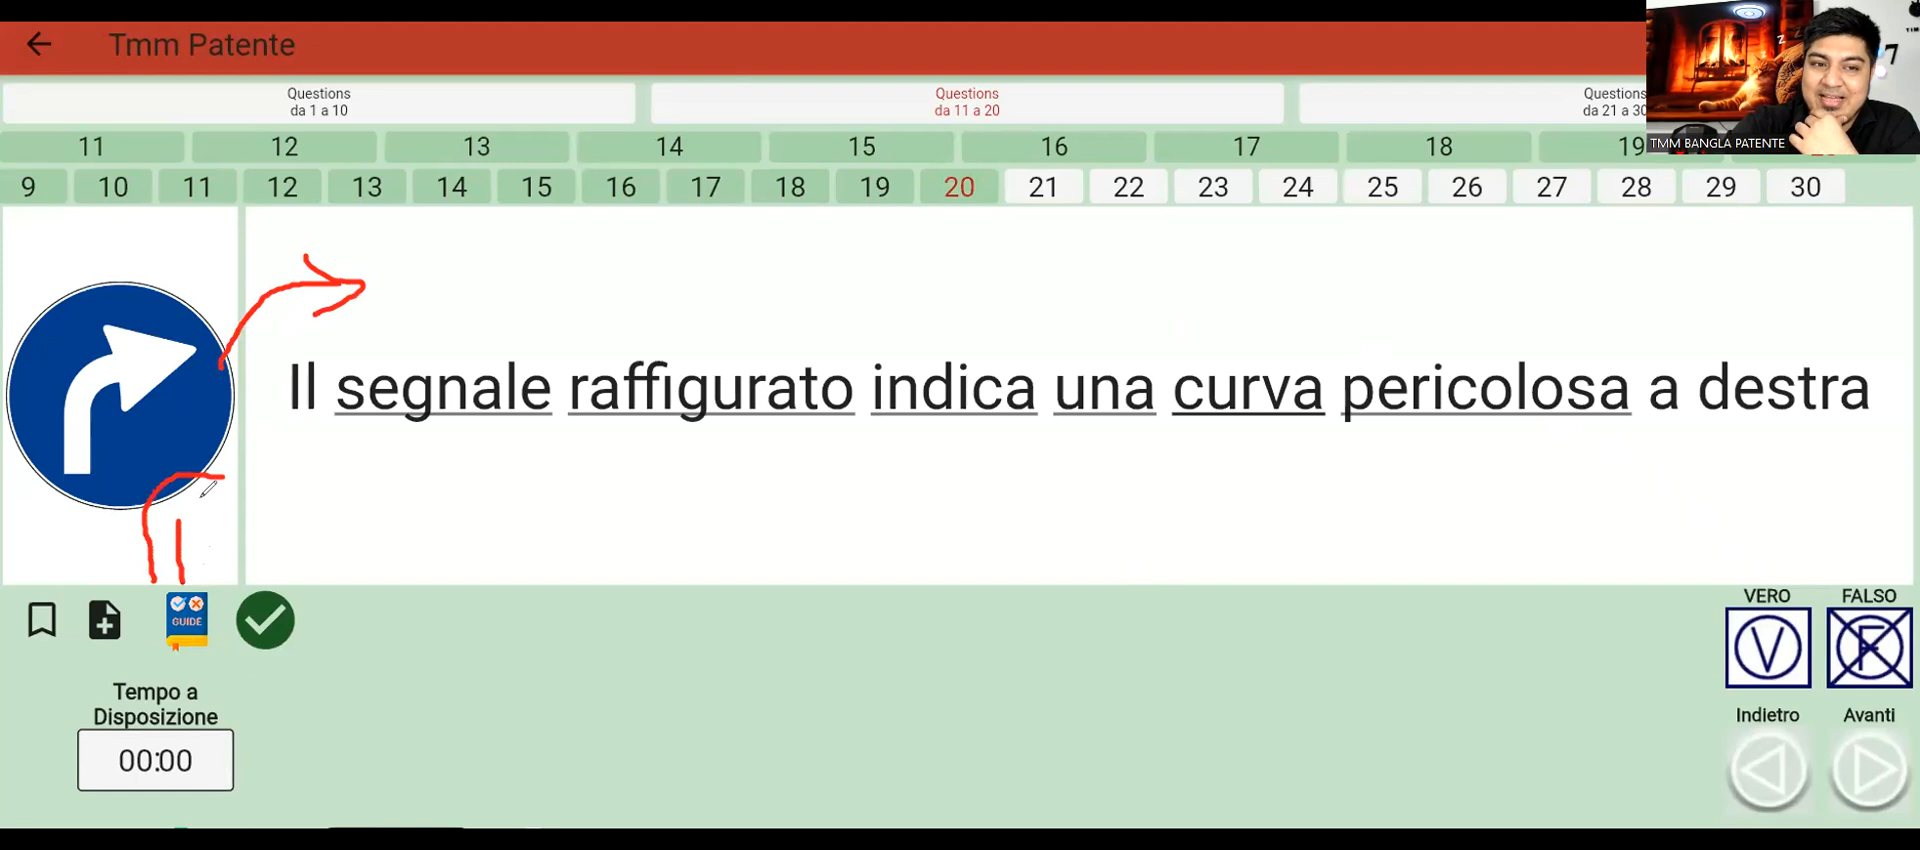 Tmm Patente
Questions
da 1 a 10
Questions
da 11 a 20
Questions
da 21 a 30
11 12 13 14 15 16 17 18 19
9 10 11 12 13 14 15 16 17 18 19 20 21 22 23 24 25 26 27 28 29 30
z
7
TMM BANGLA PATENTE
Il segnale raffigurato indica una curva pericolosa a destra
GUIDE
VERO FALSO
V F
Tempo a
Disposizione
00:00
Indietro Avanti